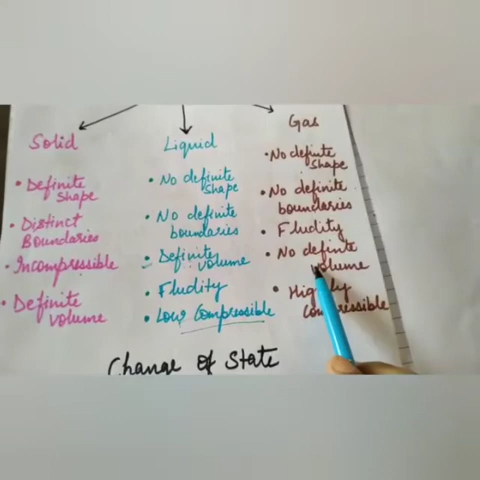 Solid
• Definite
Shape
• Distinct
Boundaries
• Incompressible
• Definite
volume
Liquid
• No definite
shape
• No definite
boundaries
• Definite
volume
• Fludity
• Low Compressible
Gas
• No definite
Shape
• No definite
boundaries
• Fludity
• No definite
volume
• Highly
Compressible
Change of State